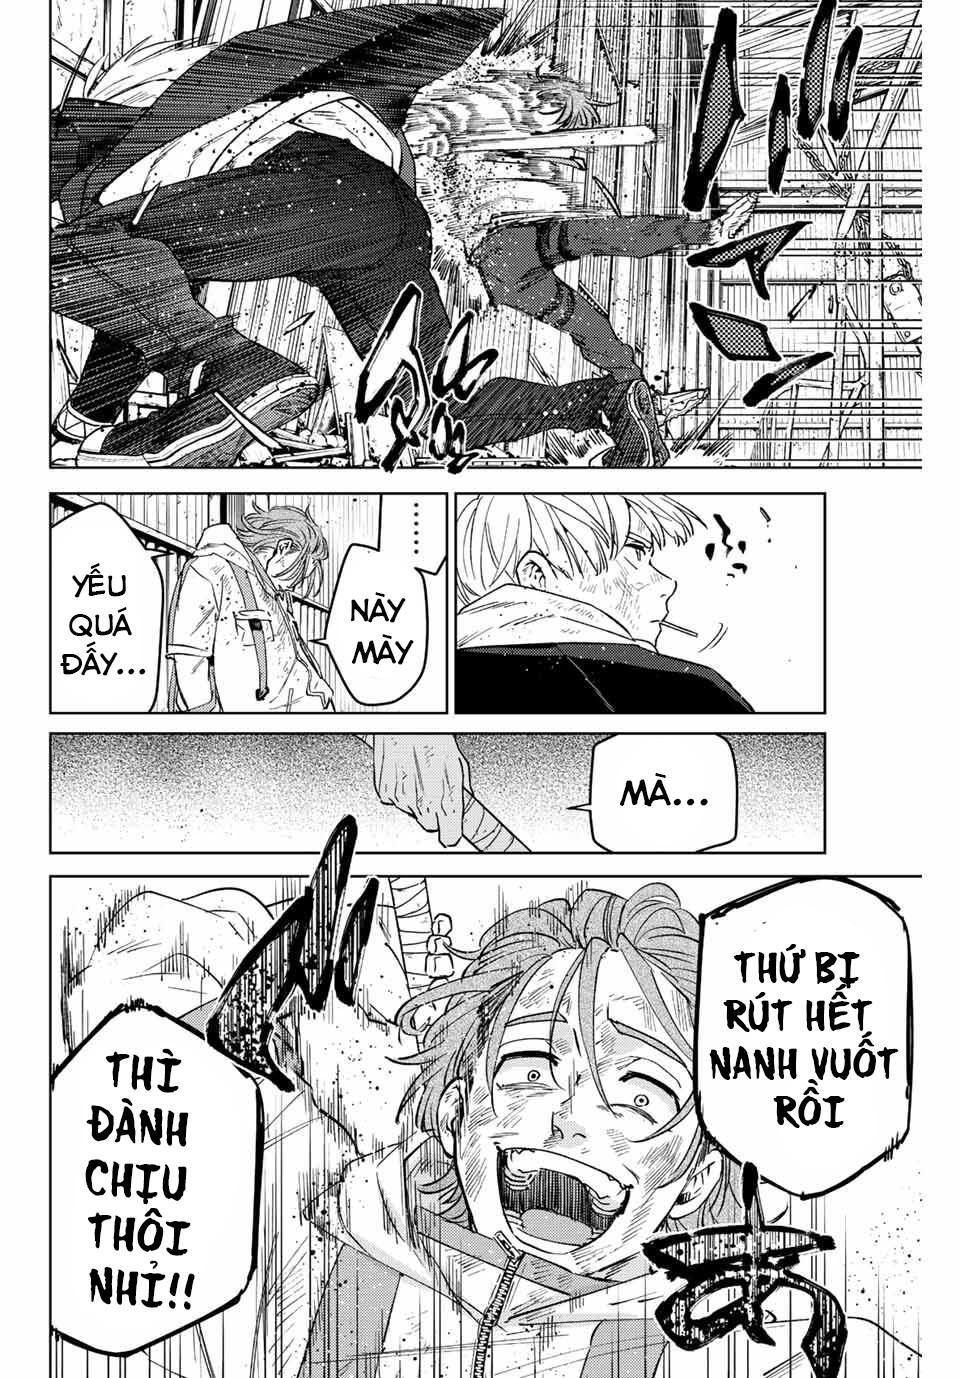 NÀY
MÀY
YẾU
QUÁ
ĐẤY...
MÀ...
THỨ BỊ
RÚT HẾT
NANH VUỐT
RỒI
THÌ
ĐÀNH
CHỊU
THÔI
NHỈ!!